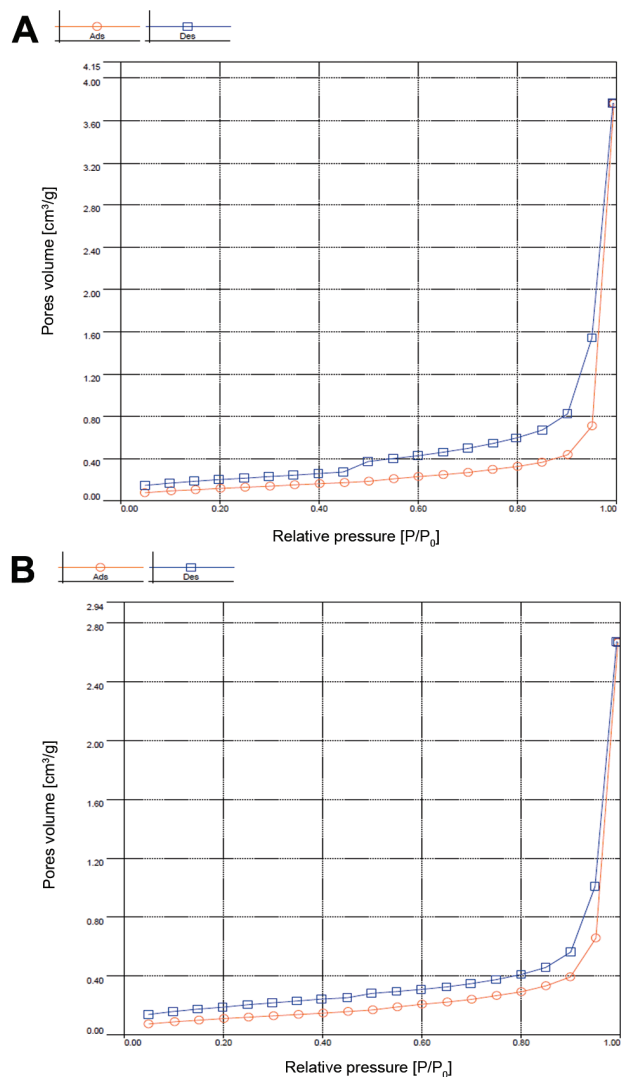 A
Ads Des
4.15
4.00
3.60
3.20
2.80
2.40
2.00
1.60
1.20
0.80
0.40
0.00
Pores volume [cm³/g]
0.00 0.20 0.40 0.60 0.80 1.00
Relative pressure [P/P₀]
B
Ads Des
2.94
2.80
2.40
2.00
1.60
1.20
0.80
0.40
0.00
Pores volume [cm³/g]
0.00 0.20 0.40 0.60 0.80 1.00
Relative pressure [P/P₀]